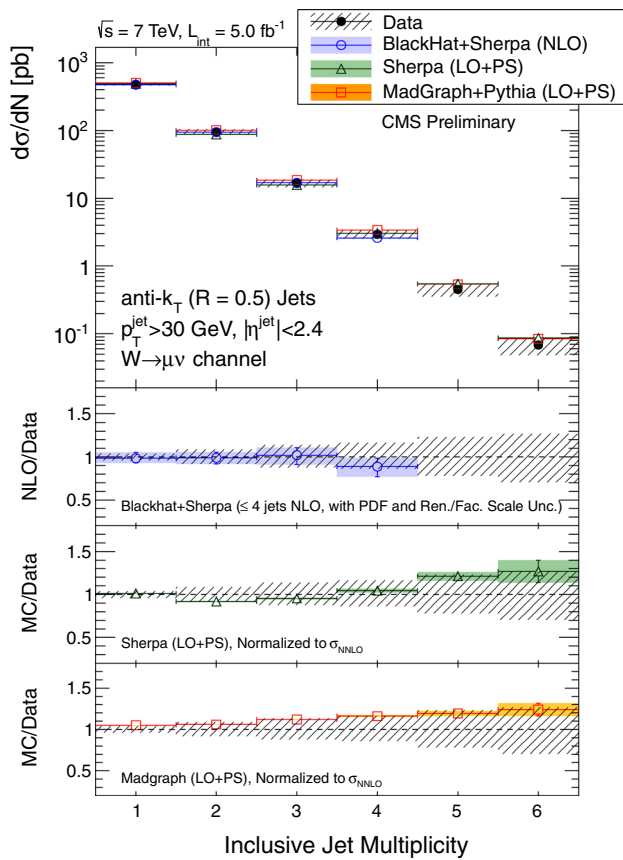 √s = 7 TeV, L_int = 5.0 fb⁻¹
Data
BlackHat+Sherpa (NLO)
Sherpa (LO+PS)
MadGraph+Pythia (LO+PS)
CMS Preliminary
dσ/dN [pb]
10³
10²
10
1
10⁻¹
anti-k_T (R = 0.5) Jets
p_T^jet>30 GeV, |η^jet|<2.4
W→μν channel
NLO/Data
1.5
1
0.5
Blackhat+Sherpa (≤ 4 jets NLO, with PDF and Ren./Fac. Scale Unc.)
MC/Data
1.5
1
0.5
Sherpa (LO+PS), Normalized to σ_NNLO
MC/Data
1.5
1
0.5
Madgraph (LO+PS), Normalized to σ_NNLO
1 2 3 4 5 6
Inclusive Jet Multiplicity